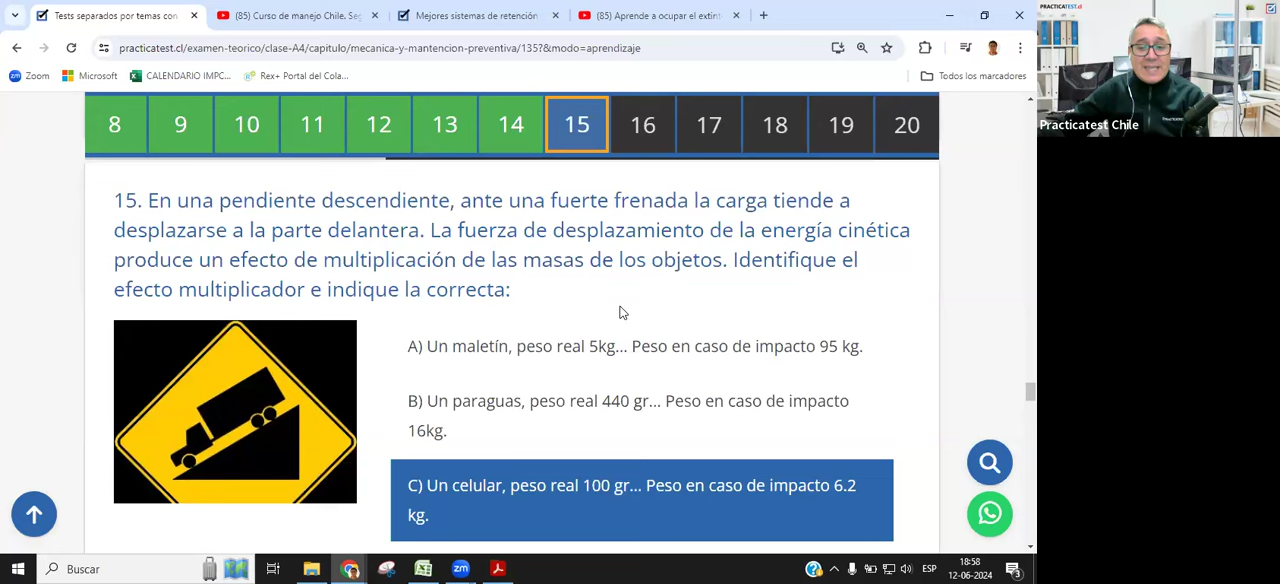 Tests separados por temas con
(85) Curso de manejo Chile: Seg
Mejores sistemas de retención
(85) Aprende a ocupar el extint
practicatest.cl/examen-teorico/clase-A4/capitulo/mecanica-y-mantencion-preventiva/135?&modo=aprendizaje
Zoom
Microsoft
CALENDARIO IMPC...
Rex+ Portal del Cola...
Todos los marcadores
PRACTICATEST.cl
Practicatest Chile
8 9 10 11 12 13 14 15 16 17 18 19 20
15. En una pendiente descendiente, ante una fuerte frenada la carga tiende a
desplazarse a la parte delantera. La fuerza de desplazamiento de la energía cinética
produce un efecto de multiplicación de las masas de los objetos. Identifique el
efecto multiplicador e indique la correcta:
A) Un maletín, peso real 5kg... Peso en caso de impacto 95 kg.
B) Un paraguas, peso real 440 gr... Peso en caso de impacto
16kg.
C) Un celular, peso real 100 gr... Peso en caso de impacto 6.2
kg.
Buscar
ESP
18:58
12-06-2024
3